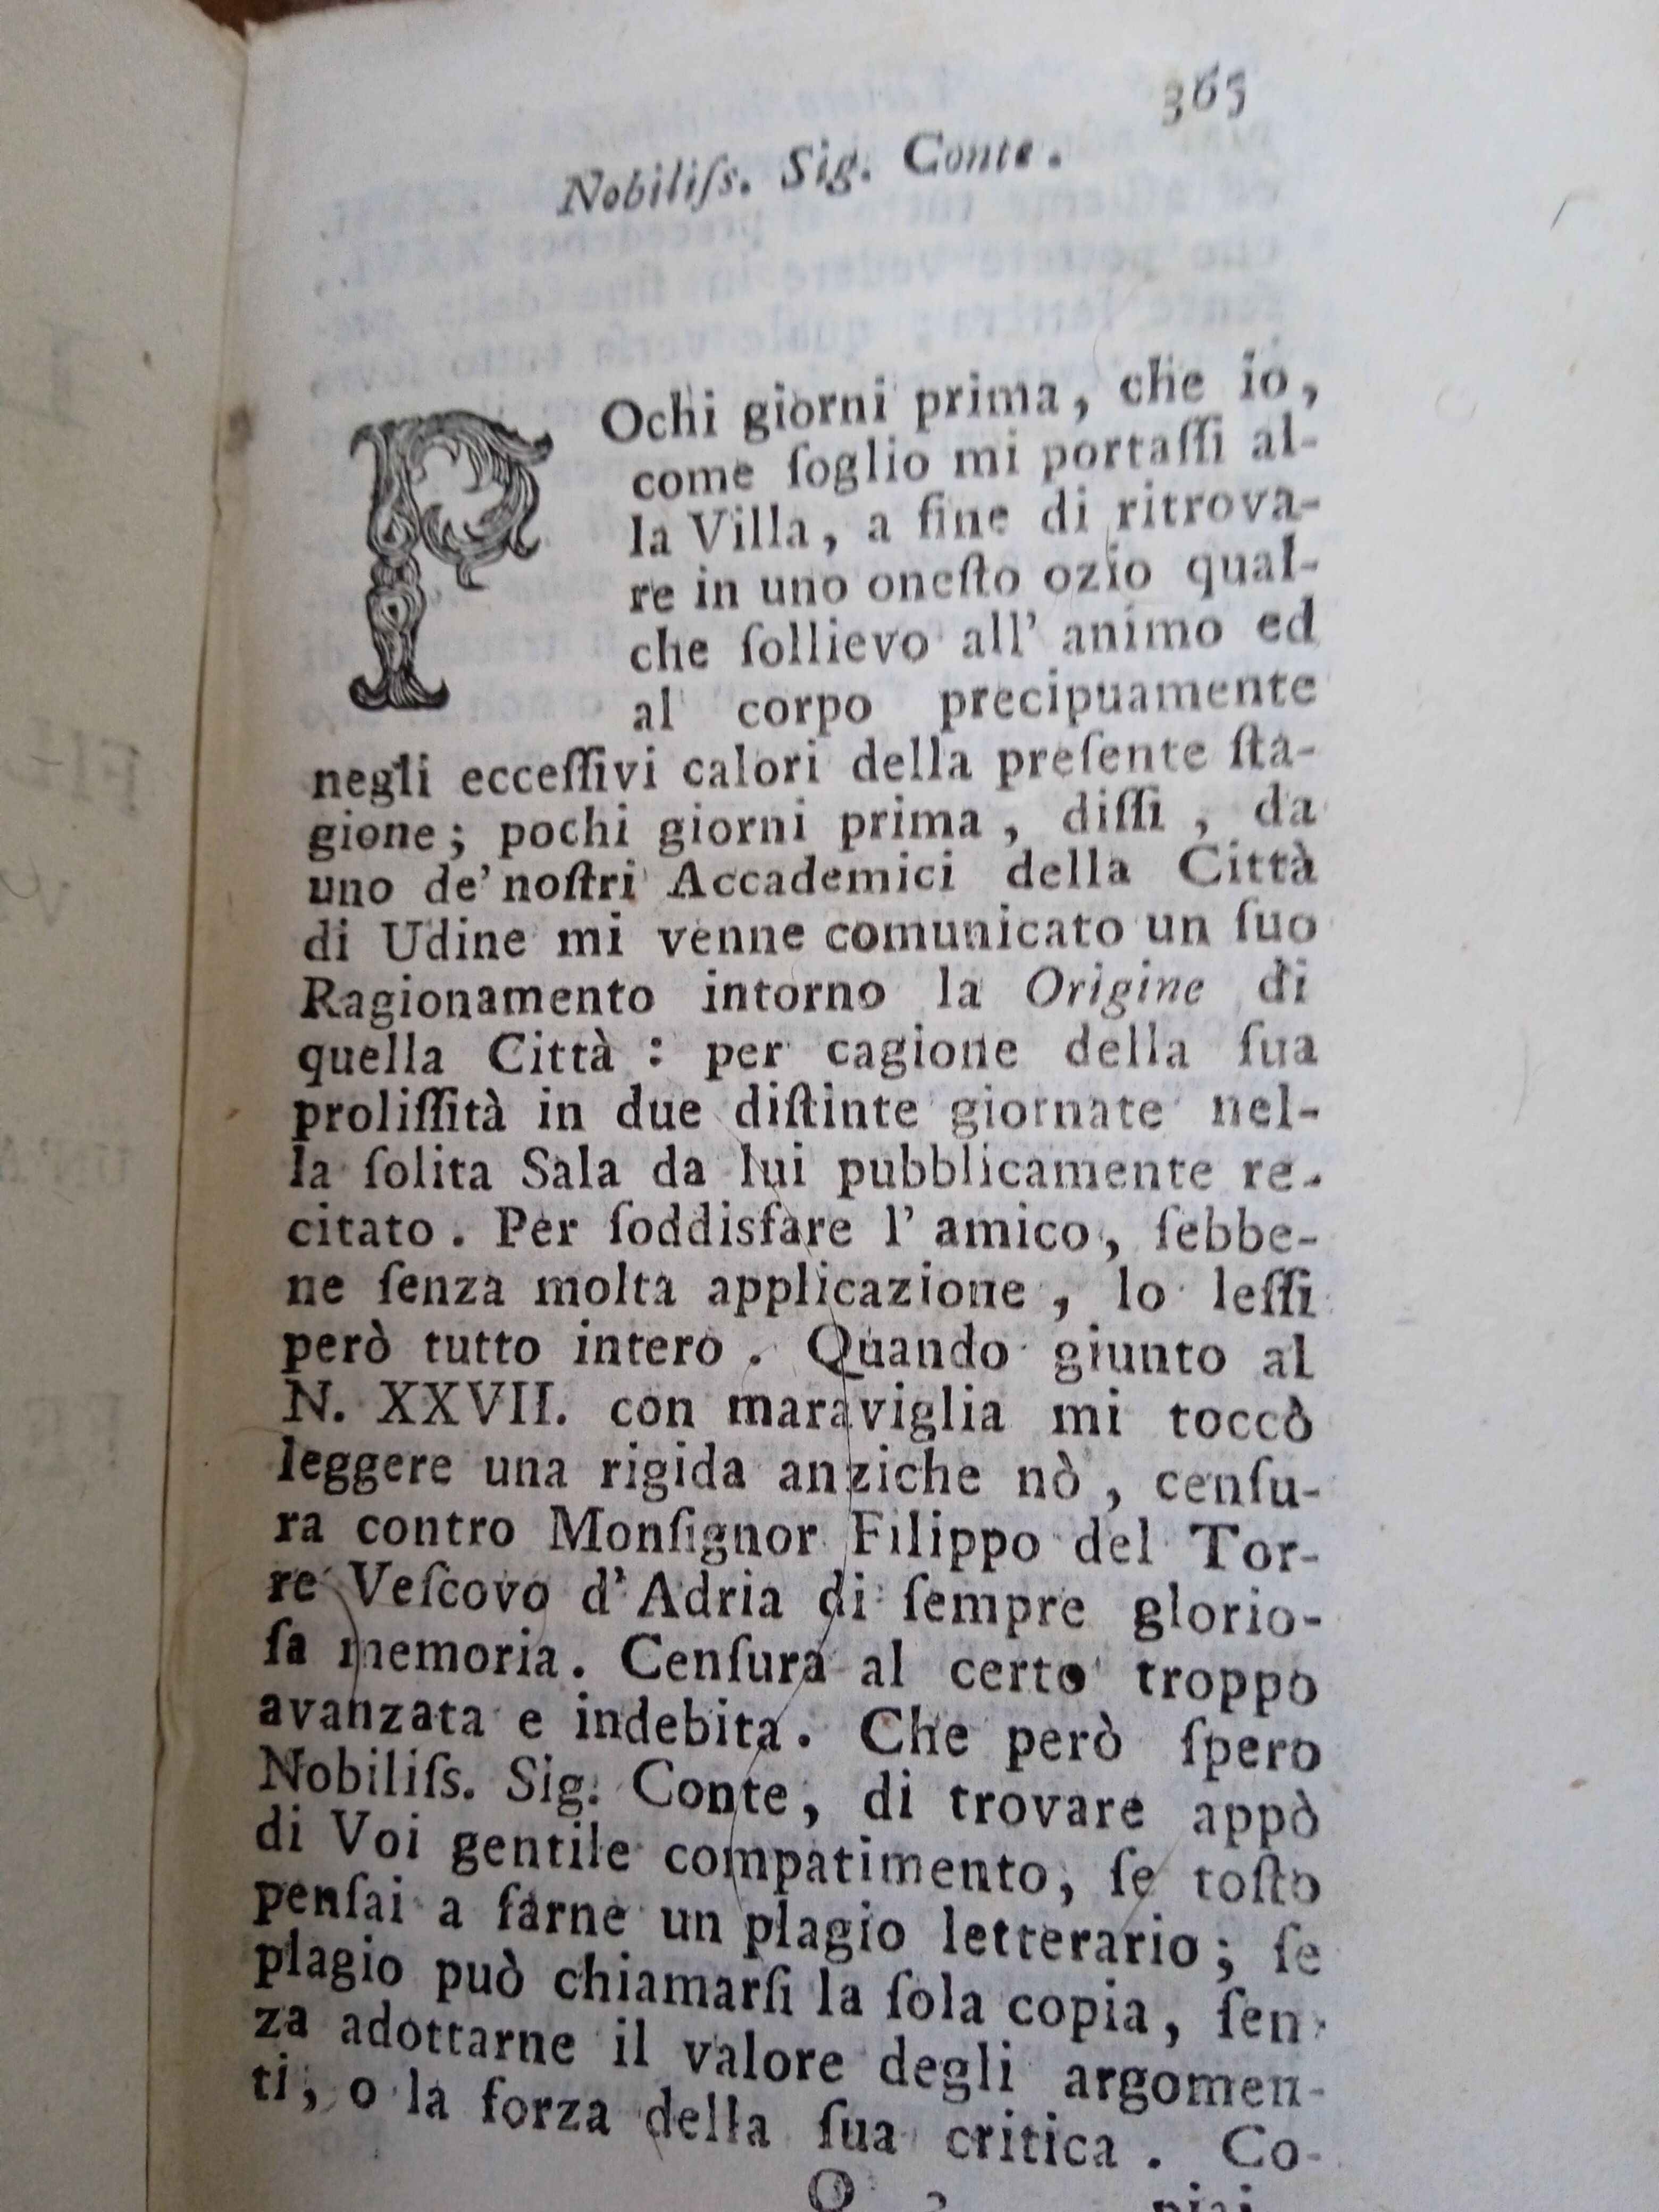 365
Nobiliſs. Sig. Conte.
POchi giorni prima, che io,
come ſoglio mi portaſſi al-
la Villa, a fine di ritrova-
re in uno oneſto ozio qual-
che ſollievo all' animo ed
al corpo precipuamente
negli ecceſſivi calori della preſente ſta-
gione; pochi giorni prima, diſſi, da
uno de' noſtri Accademici della Città
di Udine mi venne comunicato un ſuo
Ragionamento intorno la Origine di
quella Città : per cagione della ſua
proliſſità in due diſtinte giornate nel-
la ſolita Sala da lui pubblicamente re-
citato. Per ſoddisfare l' amico, ſebbe-
ne ſenza molta applicazione, lo leſſi
però tutto intero. Quando giunto al
N. XXVII. con maraviglia mi toccò
leggere una rigida anziche nò, cenſu-
ra contro Monſignor Filippo del Tor-
re Veſcovo d'Adria di ſempre glorio-
ſa memoria. Cenſura al certo troppo
avanzata e indebita. Che però ſpero
Nobiliſs. Sig. Conte, di trovare appò
di Voi gentile compatimento, ſe toſto
penſai a farne un plagio letterario; ſe
plagio può chiamarſi la ſola copia, ſen-
za adottarne il valore degli argomen-
ti, o la forza della ſua critica. Co-
piai